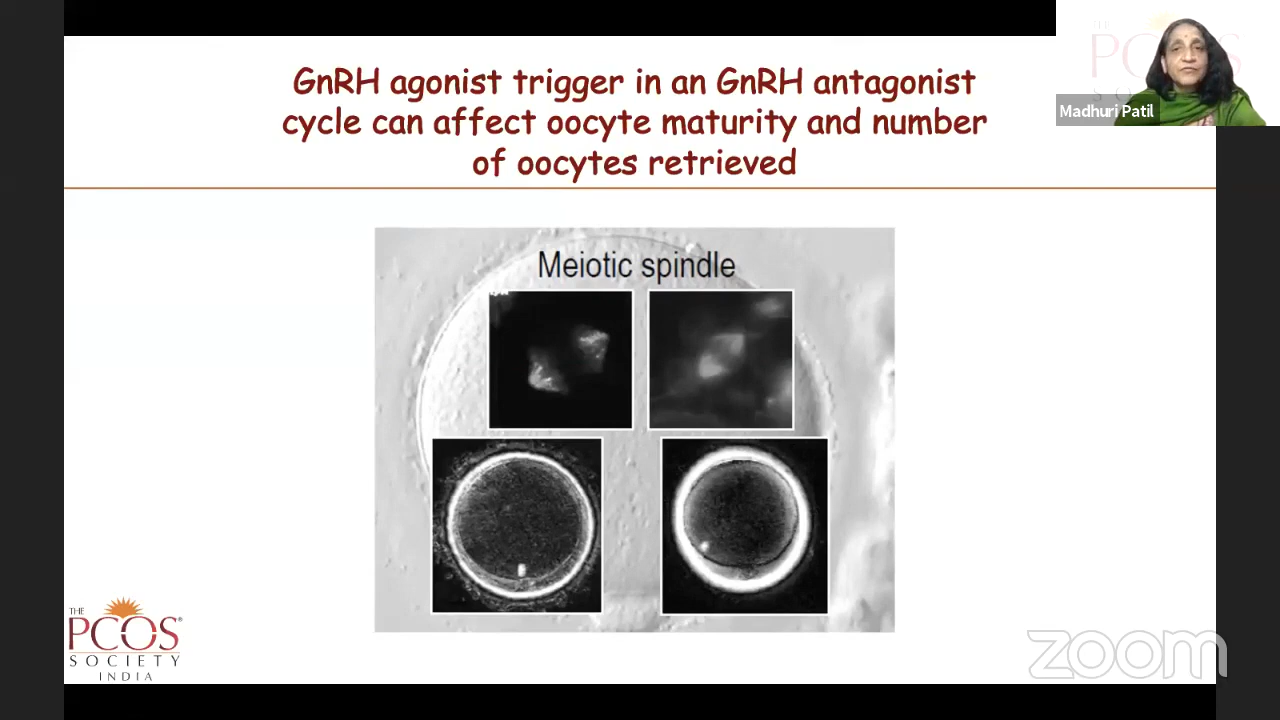 GnRH agonist trigger in an GnRH antagonist
cycle can affect oocyte maturity and number
of oocytes retrieved
Madhuri Patil
Meiotic spindle
THE
PCOS®
SOCIETY
INDIA
zoom